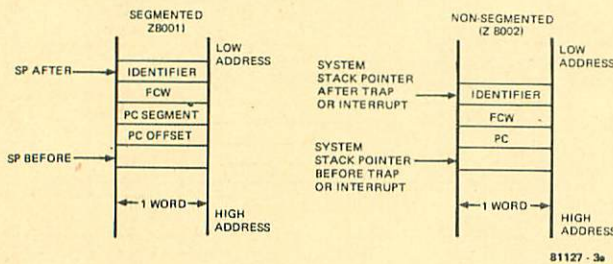 SEGMENTED
Z8001)
LOW
ADDRESS
SP AFTER
IDENTIFIER
FCW
PC SEGMENT
PC OFFSET
SP BEFORE
1 WORD
HIGH
ADDRESS
NON-SEGMENTED
(Z 8002)
LOW
ADDRESS
SYSTEM
STACK POINTER
AFTER TRAP
OR INTERRUPT
IDENTIFIER
FCW
PC
SYSTEM
STACK POINTER
BEFORE TRAP
OR INTERRUPT
1 WORD
HIGH
ADDRESS
81127 - 3a